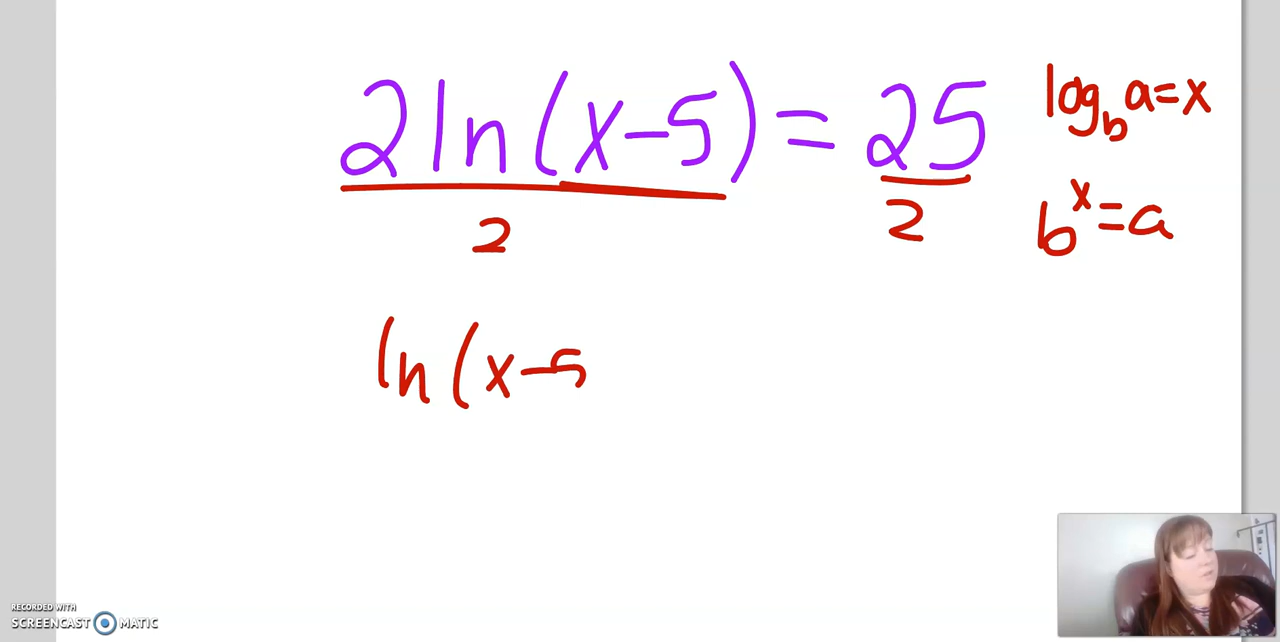 2ln(x-5) = 25
2 2
ln(x-5
log_b a=x
b^x=a
RECORDED WITH
SCREENCAST MATIC